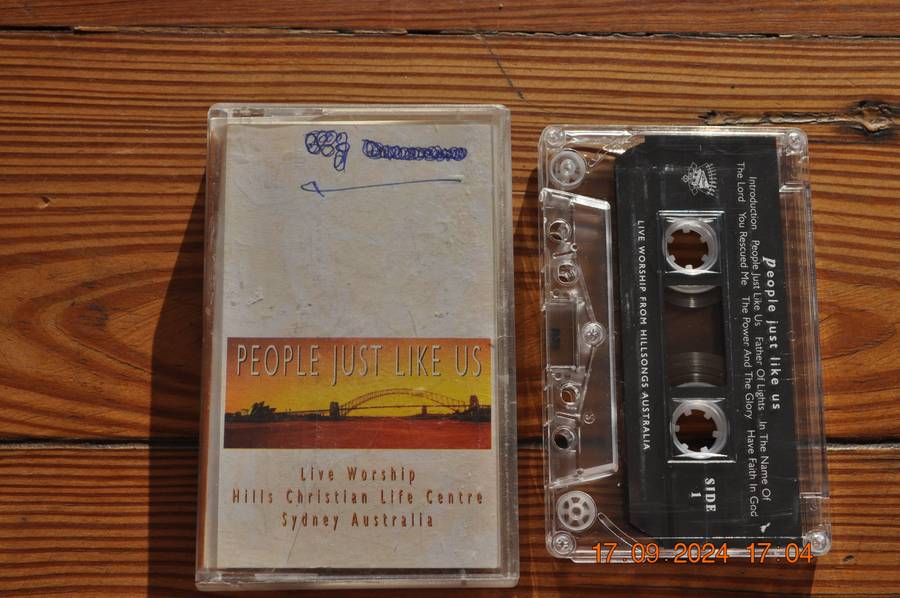 PEOPLE JUST LIKE US
Live Worship
Hills Christian Life Centre
Sydney Australia
people just like us
Introduction People Just Like Us Father Of Lights In The Name Of
The Lord You Rescued Me The Power And The Glory Have Faith In God
LIVE WORSHIP FROM HILLSONGS AUSTRALIA
SIDE
1
17.09.2024 17:04